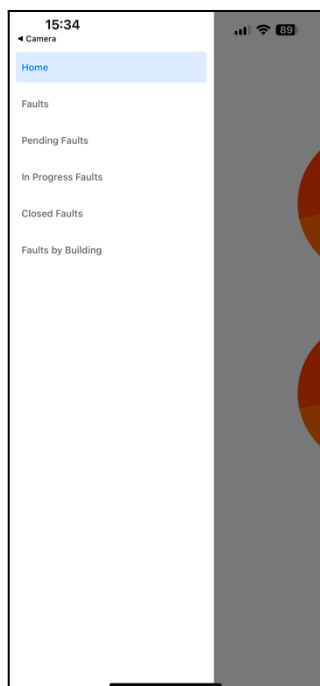 15:34
89
◀ Camera
Home
Faults
Pending Faults
In Progress Faults
Closed Faults
Faults by Building